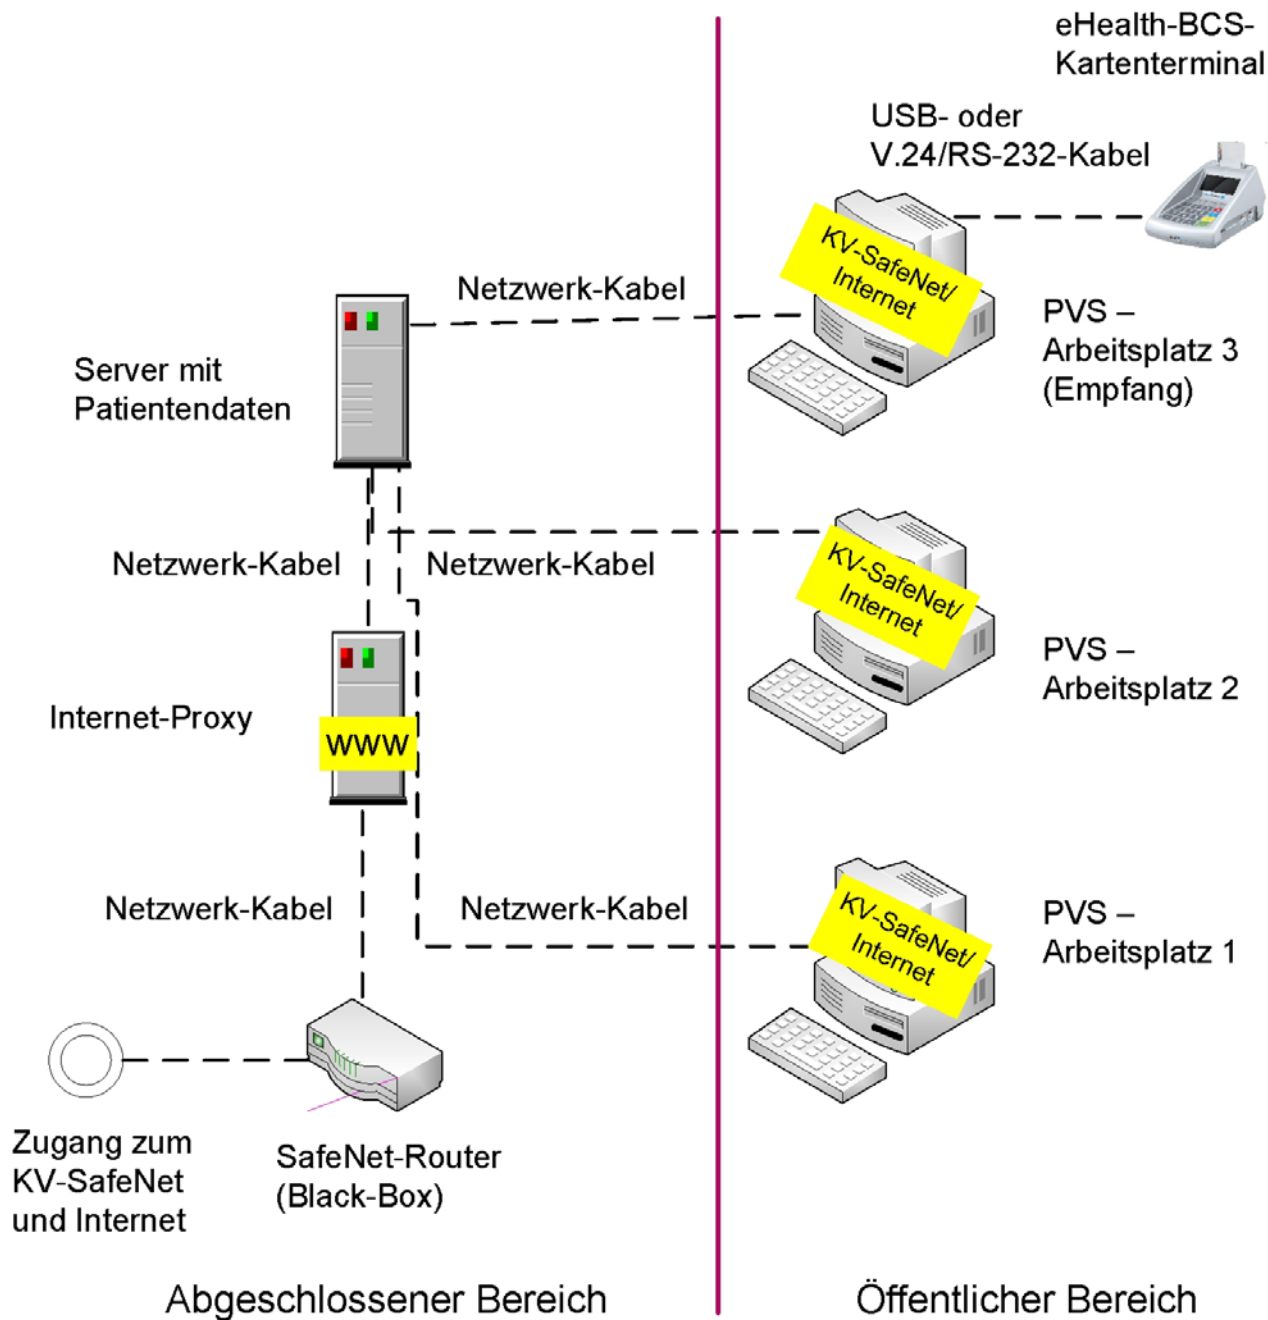 eHealth-BCS-
Kartenterminal
USB- oder
V.24/RS-232-Kabel
KV-SafeNet/
Internet
Netzwerk-Kabel
PVS –
Arbeitsplatz 3
(Empfang)
Server mit
Patientendaten
Netzwerk-Kabel
Netzwerk-Kabel
KV-SafeNet/
Internet
PVS –
Arbeitsplatz 2
Internet-Proxy
WWW
Netzwerk-Kabel
Netzwerk-Kabel
KV-SafeNet/
Internet
PVS –
Arbeitsplatz 1
Zugang zum
KV-SafeNet
und Internet
SafeNet-Router
(Black-Box)
Abgeschlossener Bereich
Öffentlicher Bereich